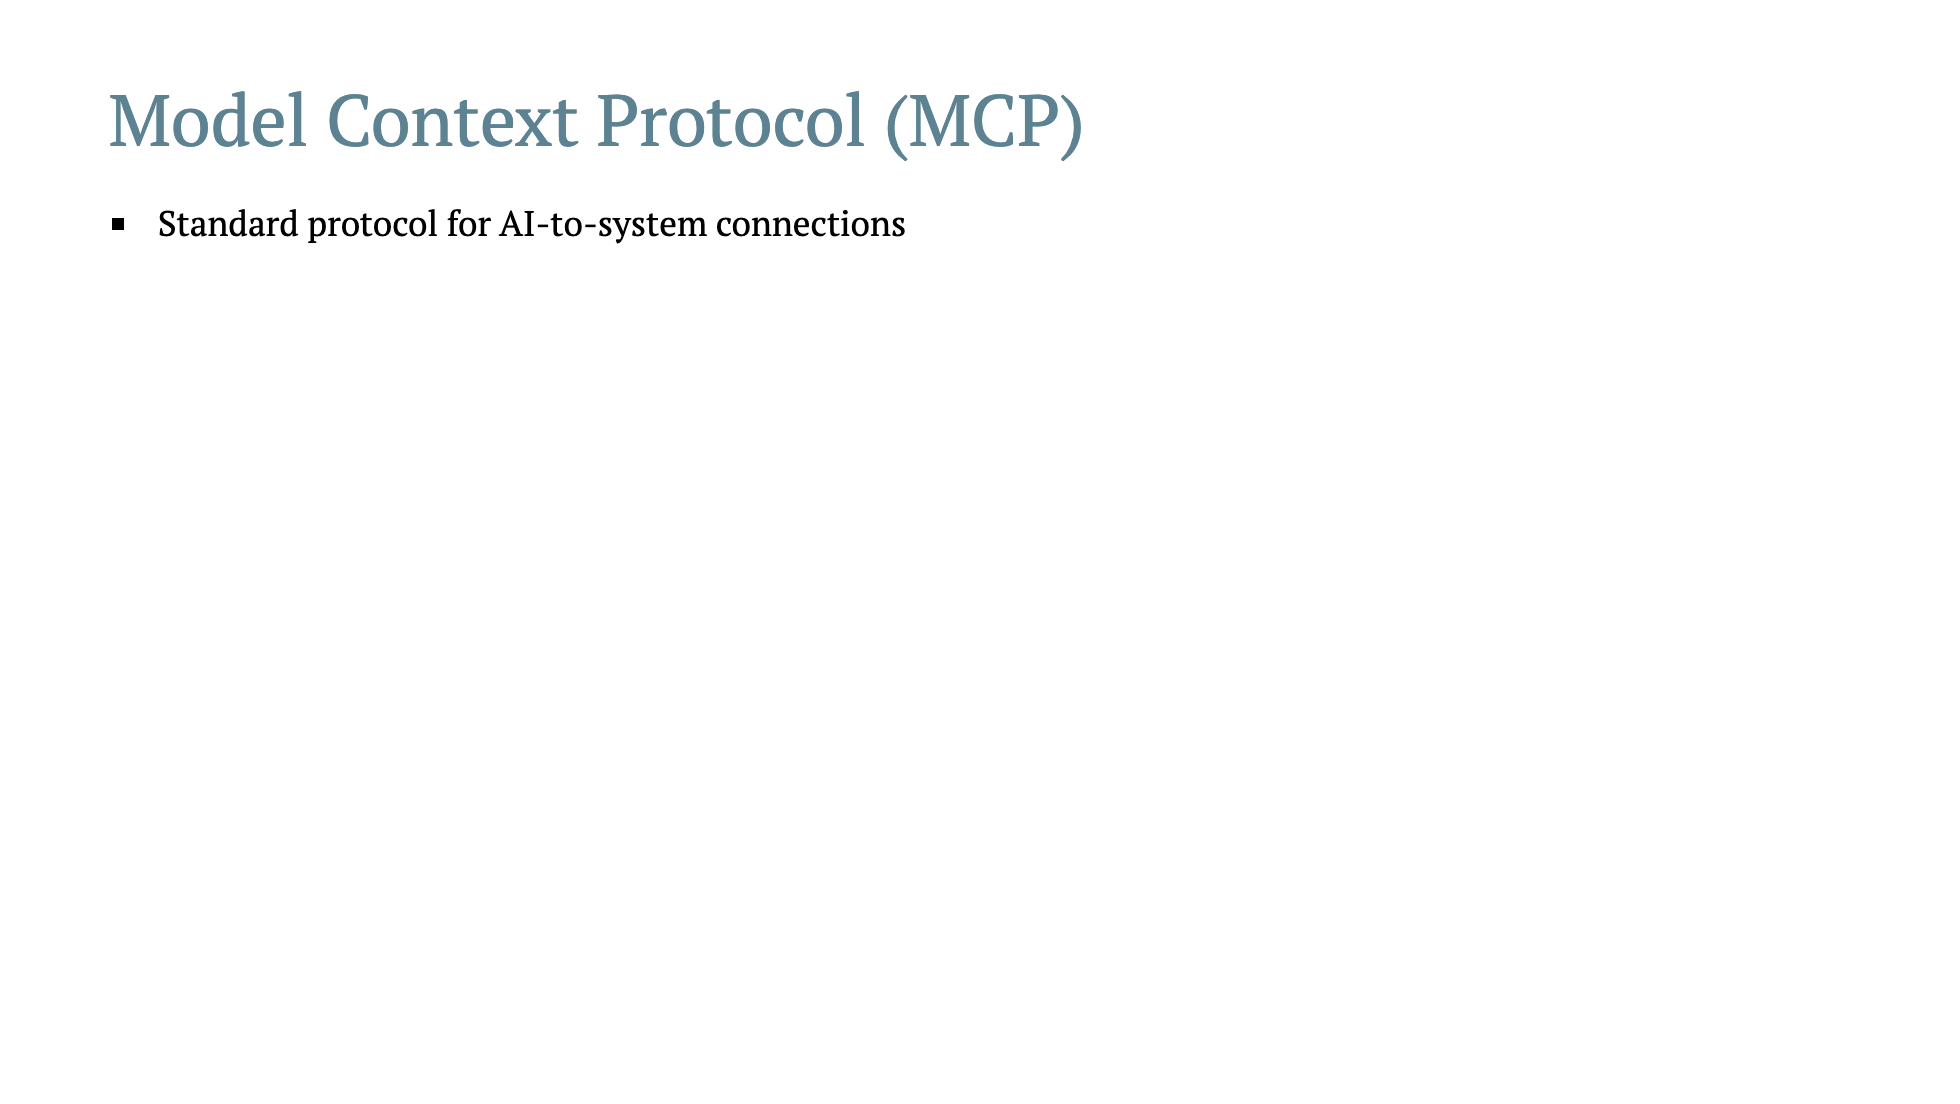 Model Context Protocol (MCP)
▪ Standard protocol for AI-to-system connections